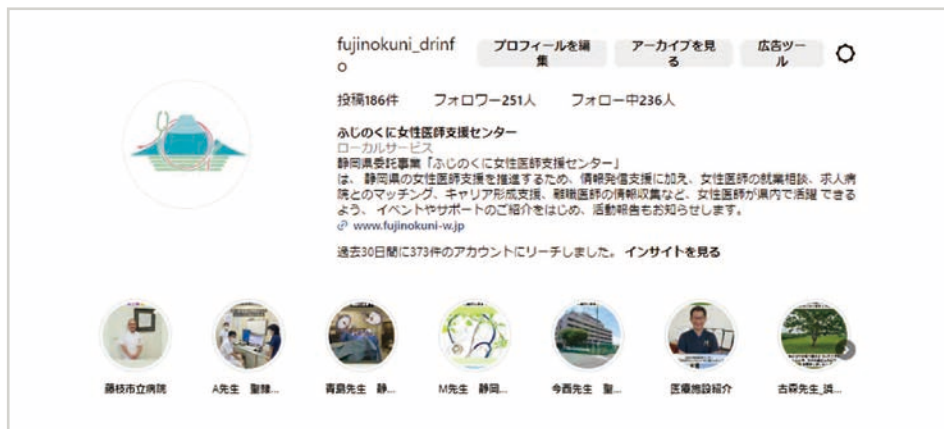 fujinokuni_drinf
o
プロフィールを編
集
アーカイブを見
る
広告ツー
ル
投稿186件 フォロワー251人 フォロー中236人
ふじのくに女性医師支援センター
ローカルサービス
静岡県委託事業「ふじのくに女性医師支援センター」
は、 静岡県の女性医師支援を推進するため、情報発信支援に加え、女性医師の就業相談、求人病
院とのマッチング、キャリア形成支援、離職医師の情報収集など、女性医師が県内で活躍 できる
よう、 イベントやサポートのご紹介をはじめ、活動報告もお知らせします。
www.fujinokuni-w.jp
過去30日間に373件のアカウントにリーチしました。 インサイトを見る
藤枝市立病院
A先生 聖隷...
青島先生 静...
M先生 静岡...
今西先生 聖...
医療施設紹介
古森先生_浜...